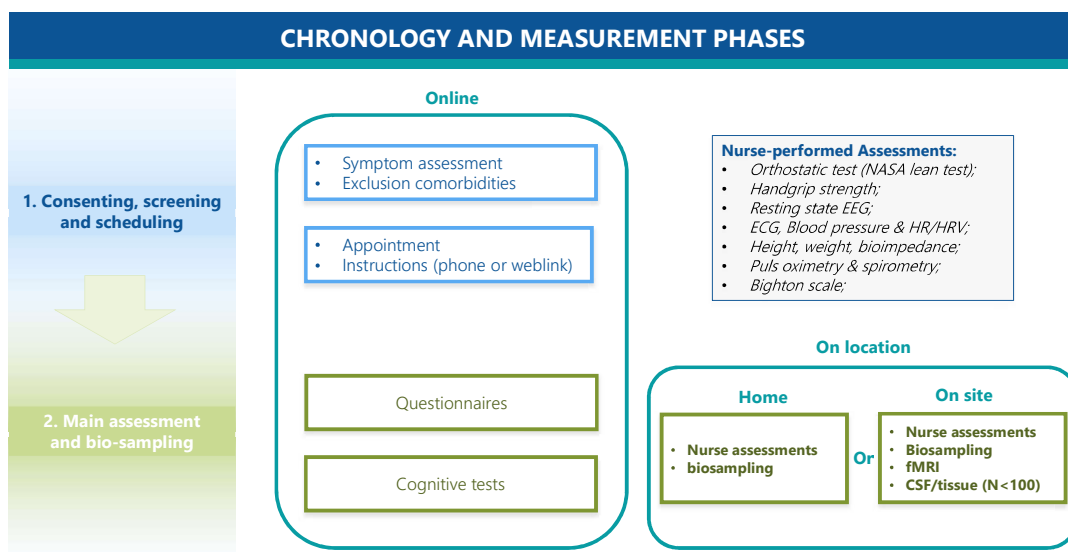 CHRONOLOGY AND MEASUREMENT PHASES
1. Consenting, screening
and scheduling
2. Main assessment
and bio-sampling
Online
• Symptom assessment
• Exclusion comorbidities
• Appointment
• Instructions (phone or weblink)
Questionnaires
Cognitive tests
Nurse-performed Assessments:
• Orthostatic test (NASA lean test);
• Handgrip strength;
• Resting state EEG;
• ECG, Blood pressure & HR/HRV;
• Height, weight, bioimpedance;
• Puls oximetry & spirometry;
• Bighton scale;
On location
Home
• Nurse assessments
• biosampling
Or
On site
• Nurse assessments
• Biosampling
• fMRI
• CSF/tissue (N<100)